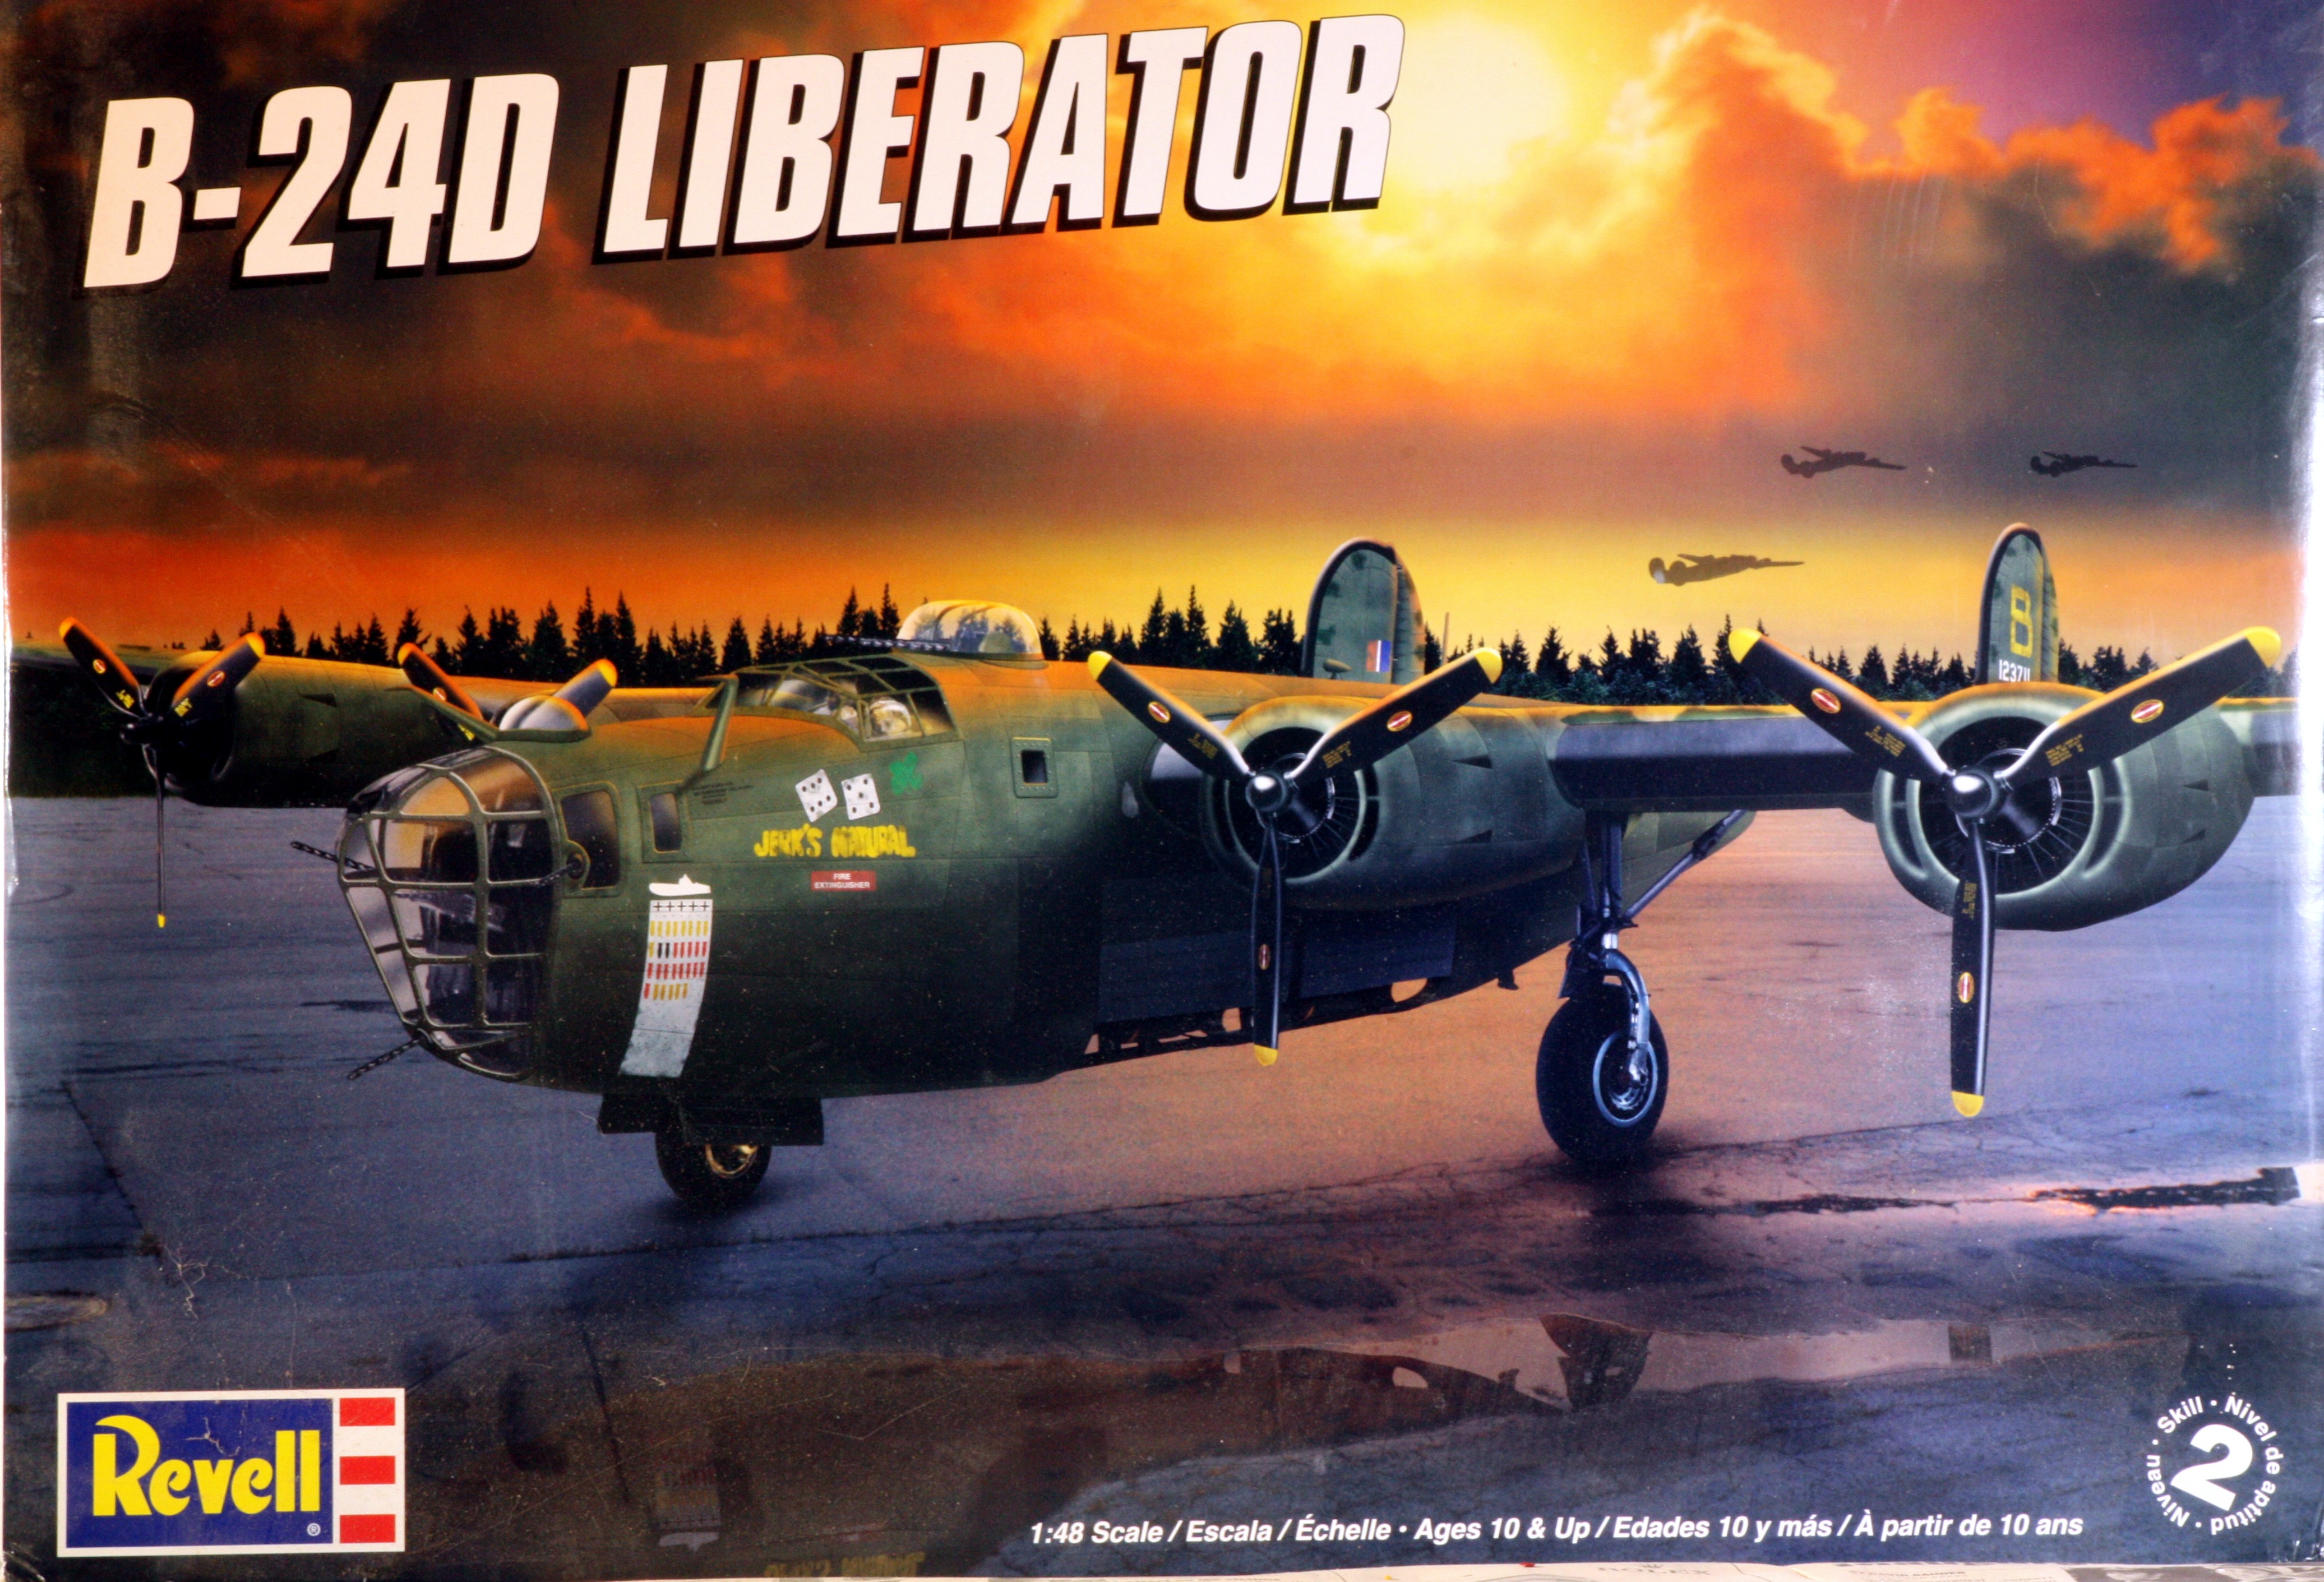 B-24D LIBERATOR
B
123711
JERK'S NATURAL
FIRE
EXTINGUISHER
Revell
®
1:48 Scale / Escala / Échelle • Ages 10 & Up / Edades 10 y más / À partir de 10 ans
Skill • Nivel de aptitud • Niveau •
2
ROLEX